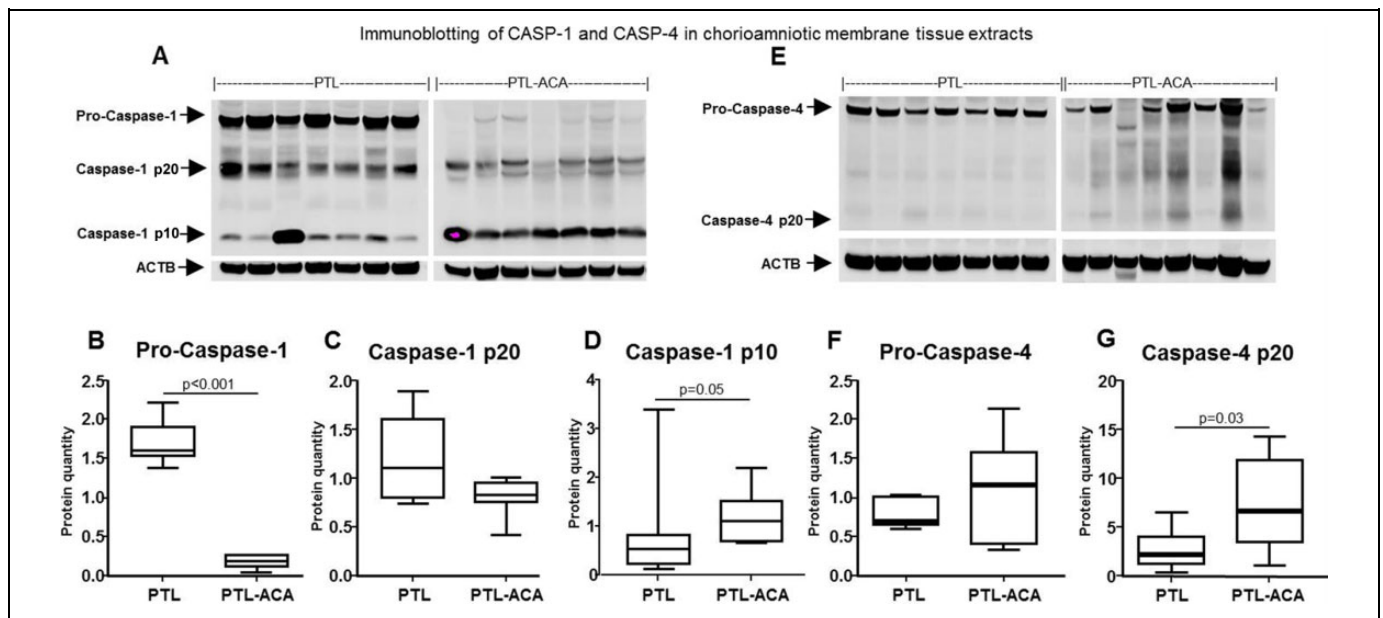 Immunoblotting of CASP-1 and CASP-4 in chorioamniotic membrane tissue extracts
A
|--------------------PTL--------------------|
|----------------PTL-ACA----------------|
Pro-Caspase-1
Caspase-1 p20
Caspase-1 p10
ACTB
E
|--------------------PTL--------------------||
|----------------PTL-ACA----------------|
Pro-Caspase-4
Caspase-4 p20
ACTB
B
Pro-Caspase-1
p<0.001
Protein quantity
2.5
2.0
1.5
1.0
0.5
0.0
PTL
PTL-ACA
C
Caspase-1 p20
Protein quantity
2.0
1.5
1.0
0.5
0.0
PTL
PTL-ACA
D
Caspase-1 p10
p=0.05
Protein quantity
4
3
2
1
0
PTL
PTL-ACA
F
Pro-Caspase-4
Protein quantity
2.5
2.0
1.5
1.0
0.5
0.0
PTL
PTL-ACA
G
Caspase-4 p20
p=0.03
Protein quantity
20
15
10
5
0
PTL
PTL-ACA